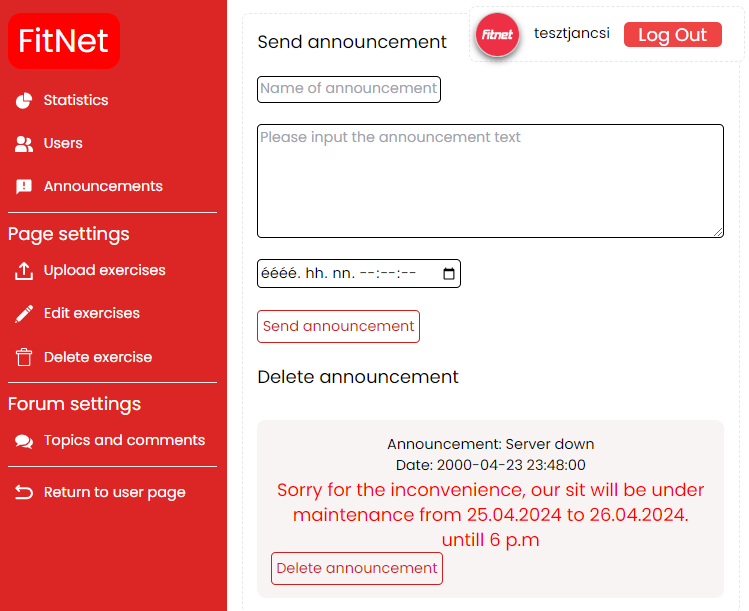 FitNet
Statistics
Users
Announcements
Page settings
Upload exercises
Edit exercises
Delete exercise
Forum settings
Topics and comments
Return to user page
Fitnet
tesztjancsi
Log Out
Send announcement
Name of announcement
Please input the announcement text
éééé. hh. nn. --:--:--
Send announcement
Delete announcement
Announcement: Server down
Date: 2000-04-23 23:48:00
Sorry for the inconvenience, our sit will be under
maintenance from 25.04.2024 to 26.04.2024.
untill 6 p.m
Delete announcement